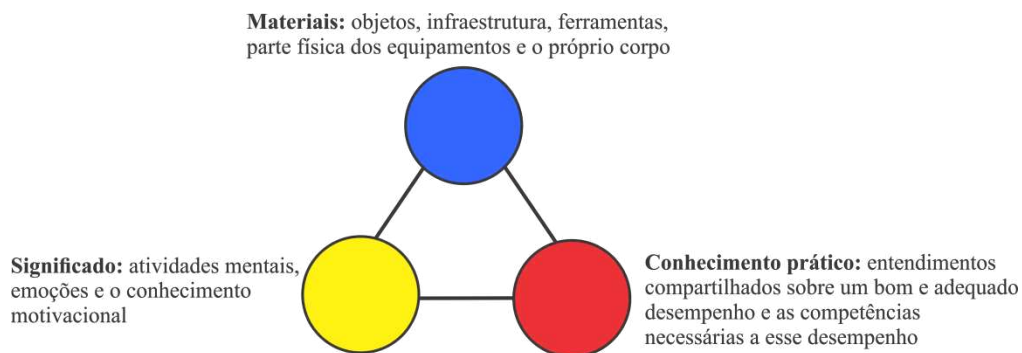 Materiais: objetos, infraestrutura, ferramentas,
parte física dos equipamentos e o próprio corpo
Significado: atividades mentais,
emoções e o conhecimento
motivacional
Conhecimento prático: entendimentos
compartilhados sobre um bom e adequado
desempenho e as competências
necessárias a esse desempenho